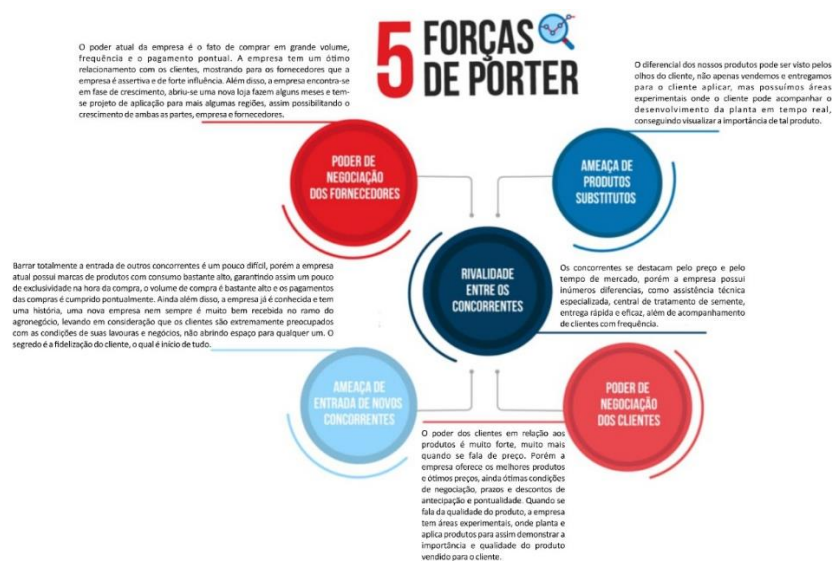 5 FORÇAS
DE PORTER
O poder atual da empresa é o fato de comprar em grande volume,
frequência e o pagamento pontual. A empresa tem um ótimo
relacionamento com os clientes, mostrando para os fornecedores que a
empresa é assertiva e de forte influência. Além disso, a empresa encontra-se
em fase de crescimento, abriu-se uma nova loja fazem alguns meses e tem-
se projeto de aplicação para mais algumas regiões, assim possibilitando o
crescimento de ambas as partes, empresa e fornecedores.
PODER DE
NEGOCIAÇÃO
DOS FORNECEDORES
O diferencial dos nossos produtos pode ser visto pelos
olhos do cliente, não apenas vendemos e entregamos
para o cliente aplicar, mas possuímos áreas
experimentais onde o cliente pode acompanhar o
desenvolvimento da planta em tempo real,
conseguindo visualizar a importância de tal produto.
AMEAÇA DE
PRODUTOS
SUBSTITUTOS
Barrar totalmente a entrada de outros concorrentes é um pouco difícil, porém a empresa
atual possui marcas de produtos com consumo bastante alto, garantindo assim um pouco
de exclusividade na hora da compra, o volume de compra é bastante alto e os pagamentos
das compras é cumprido pontualmente. Ainda além disso, a empresa já é conhecida e tem
uma história, uma nova empresa nem sempre é muito bem recebida no ramo do
agronegócio, levando em consideração que os clientes são extremamente preocupados
com as condições de suas lavouras e negócios, não abrindo espaço para qualquer um. O
segredo é a fidelização do cliente, o qual é início de tudo.
RIVALIDADE
ENTRE OS
CONCORRENTES
Os concorrentes se destacam pelo preço e pelo
tempo de mercado, porém a empresa possui
inúmeros diferencias, como assistência técnica
especializada, central de tratamento de semente,
entrega rápida e eficaz, além de acompanhamento
de clientes com frequência.
AMEAÇA DE
ENTRADA DE NOVOS
CONCORRENTES
PODER DE
NEGOCIAÇÃO
DOS CLIENTES
O poder dos clientes em relação aos
produtos é muito forte, muito mais
quando se fala de preço. Porém a
empresa oferece os melhores produtos
e ótimos preços, ainda ótimas condições
de negociação, prazos e descontos de
antecipação e pontualidade. Quando se
fala da qualidade do produto, a empresa
tem áreas experimentais, onde planta e
aplica produtos para assim demonstrar a
importância e qualidade do produto
vendido para o cliente.